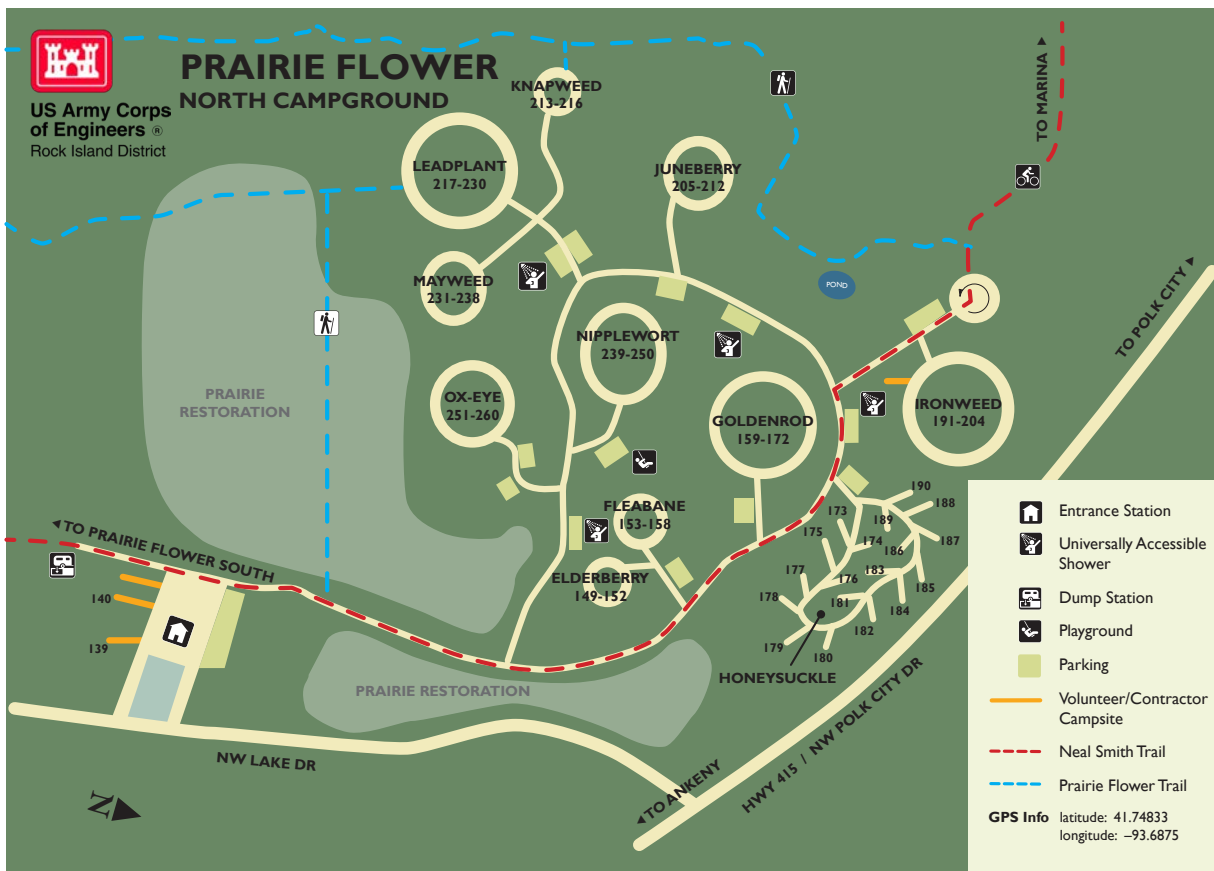 PRAIRIE FLOWER
NORTH CAMPGROUND
US Army Corps
of Engineers ®
Rock Island District
KNAPWEED
213-216
LEADPLANT
217-230
JUNEBERRY
205-212
TO MARINA
MAYWEED
231-238
POND
TO POLK CITY
NIPPLEWORT
239-250
PRAIRIE
RESTORATION
OX-EYE
251-260
GOLDENROD
159-172
IRONWEED
191-204
FLEABANE
153-158
ELDERBERRY
149-152
190
188
189
187
186
185
184
183
182
181
180
179
178
177
176
175
174
173
HONEYSUCKLE
TO PRAIRIE FLOWER SOUTH
140
139
PRAIRIE RESTORATION
NW LAKE DR
TO ANKENY
HWY 415 / NW POLK CITY DR
N
Entrance Station
Universally Accessible
Shower
Dump Station
Playground
Parking
Volunteer/Contractor
Campsite
Neal Smith Trail
Prairie Flower Trail
GPS Info latitude: 41.74833
longitude: –93.6875